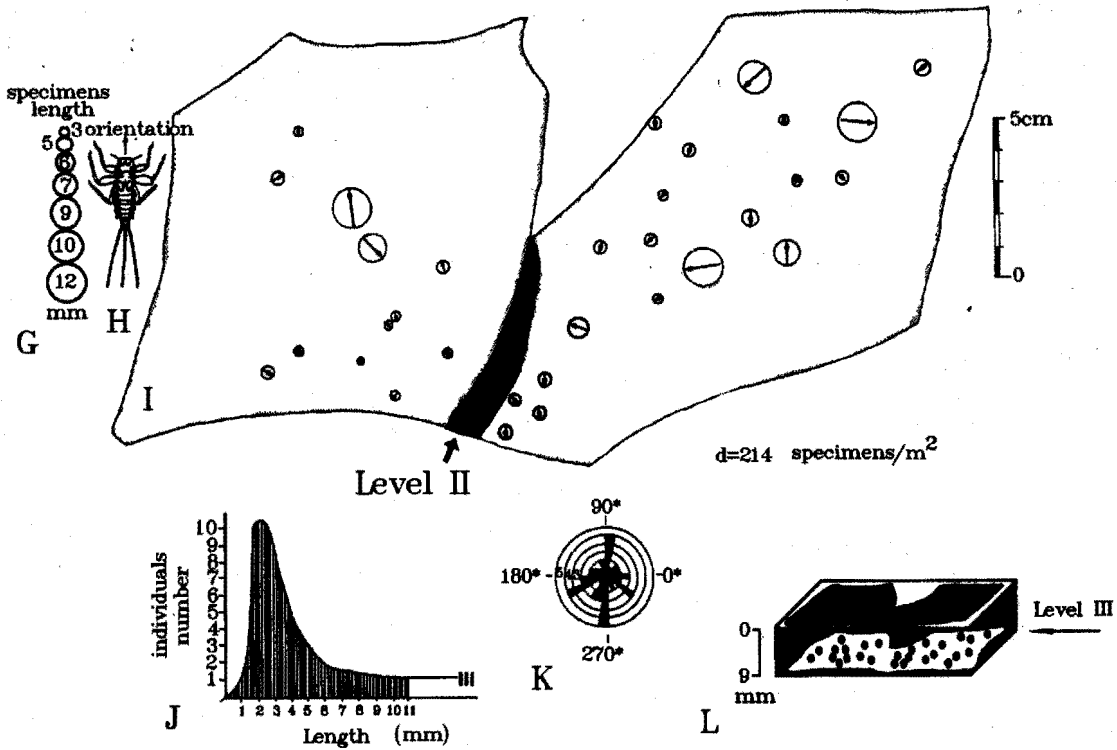 specimens
length
3 orientation
5
6
7
9
10
12
mm
G
H
I
5cm
0
Level II
d=214 specimens/m²
individuals
number
10
9
8
7
6
5
4
3
2
1
1 2 3 4 5 6 7 8 9 10 11
Length (mm)
J
90*
180*
0*
270*
K
0
9
mm
Level III
L